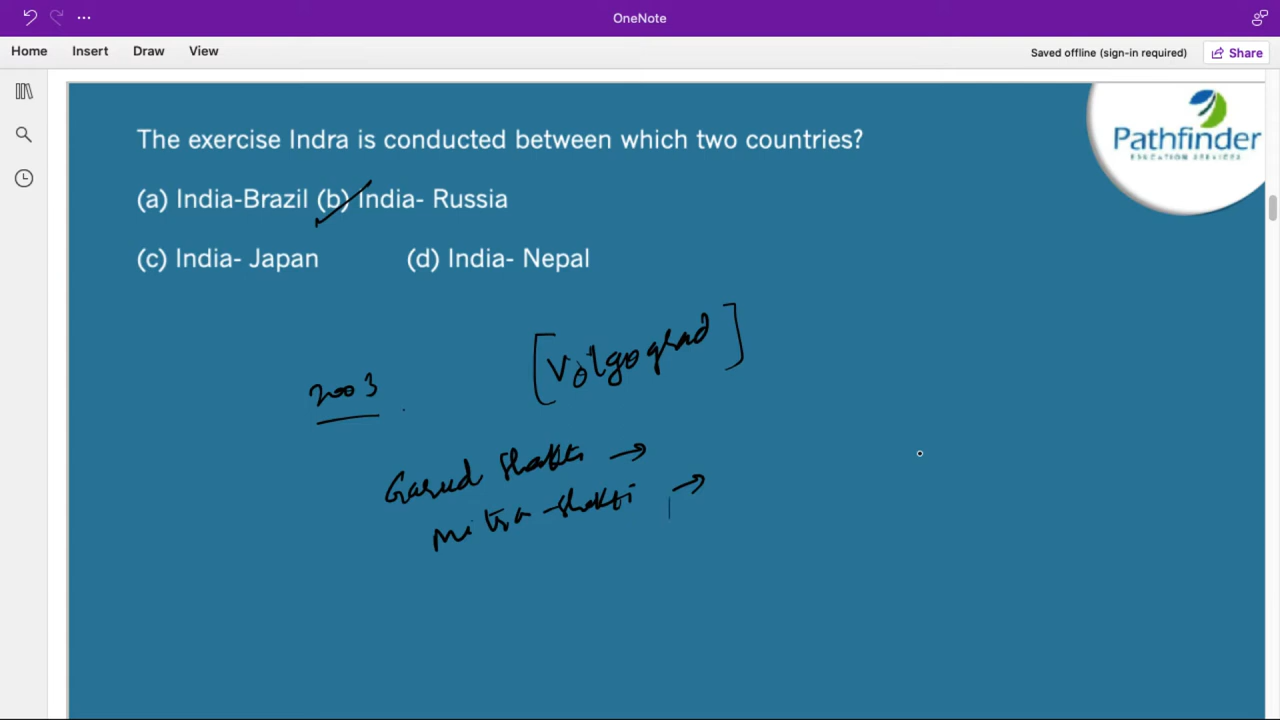 OneNote
Home Insert Draw View
Saved offline (sign-in required) Share
Pathfinder
EDUCATION SERVICES
The exercise Indra is conducted between which two countries?
(a) India-Brazil (b) India- Russia
(c) India- Japan (d) India- Nepal
[Volgograd]
2003
Garud Shakti →
Mitra Shakti →